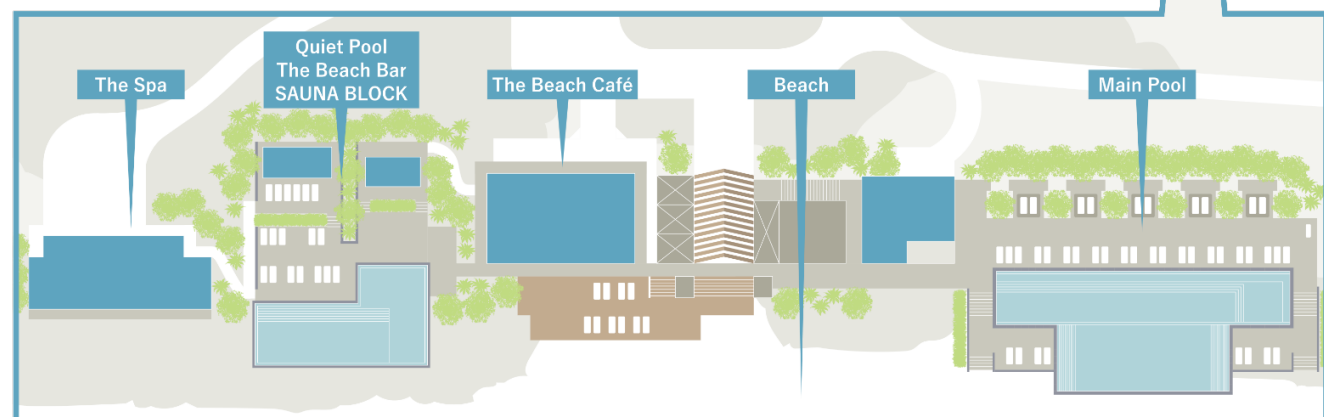 The Spa
Quiet Pool
The Beach Bar
SAUNA BLOCK
The Beach Café
Beach
Main Pool